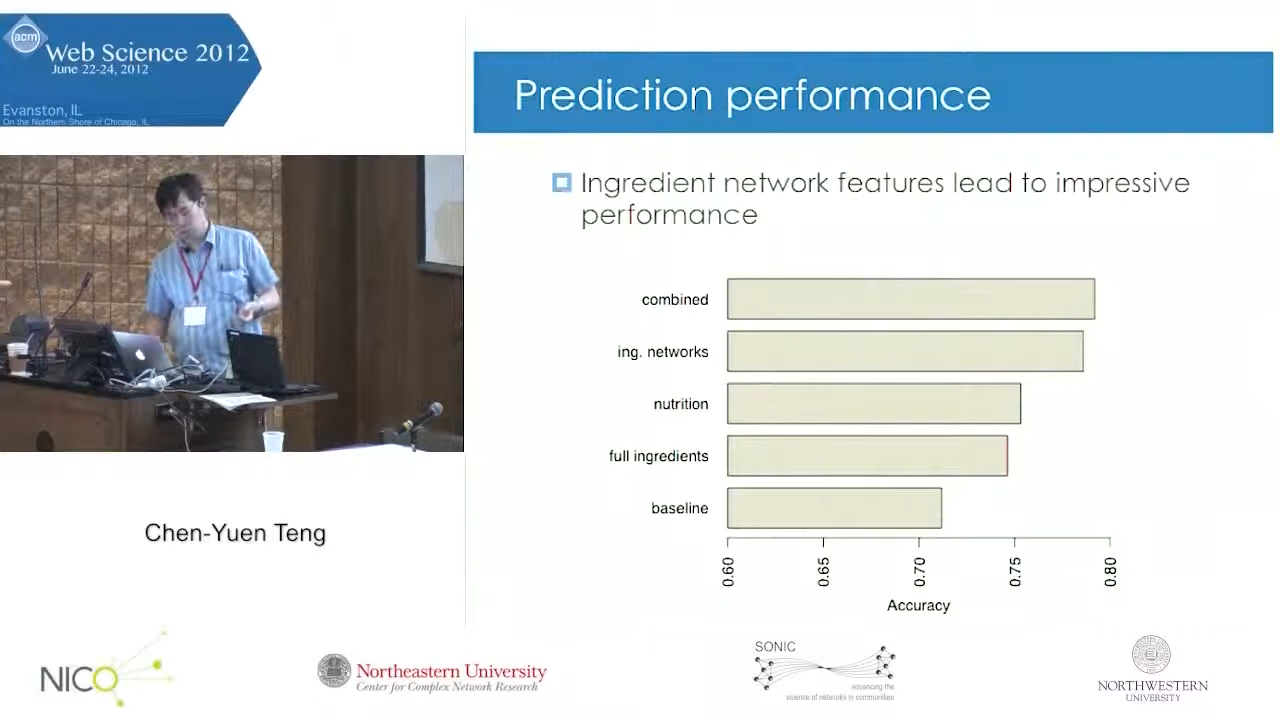 acm
Web Science 2012
June 22-24, 2012
Evanston, IL
On the Northern Shore of Chicago, IL
Prediction performance
Ingredient network features lead to impressive
performance
combined
ing. networks
nutrition
full ingredients
baseline
0.60
0.65
0.70
0.75
0.80
Accuracy
Chen-Yuen Teng
NICO
Northeastern University
Center for Complex Network Research
SONIC
advancing the
science of networks in communities
NORTHWESTERN
UNIVERSITY